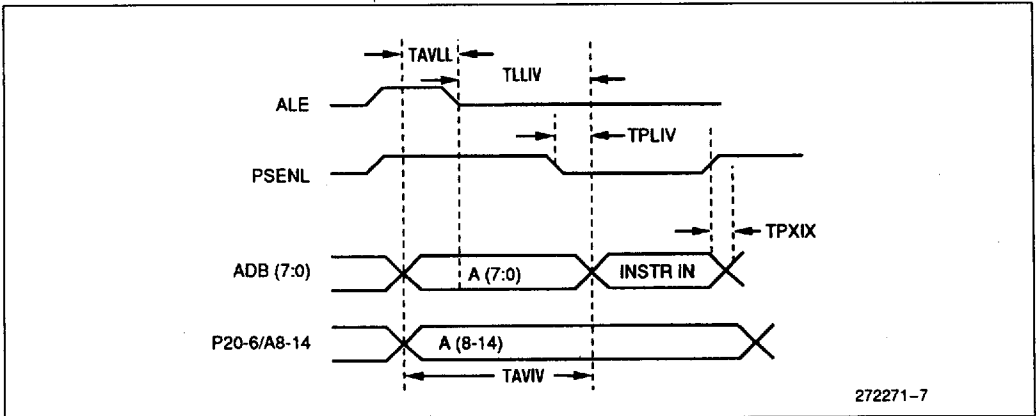 TAVLL
TLLIV
ALE
TPLIV
PSENL
TPXIX
ADB (7:0)
A (7:0)
INSTR IN
P20-6/A8-14
A (8-14)
TAVIV
272271-7